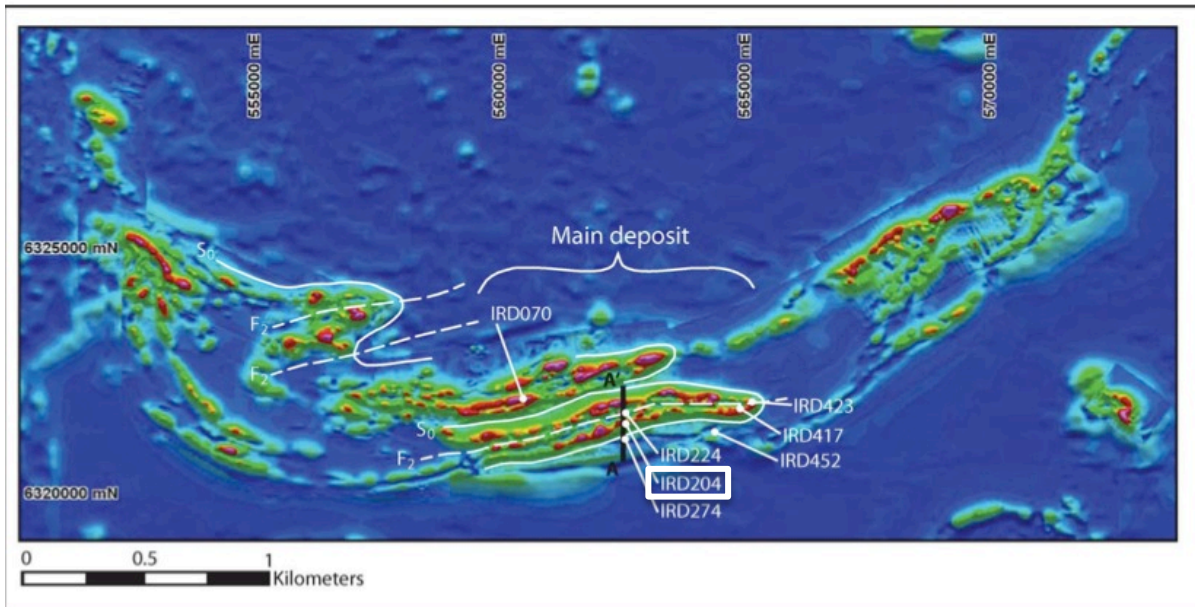 555000 mE
560000 mE
565000 mE
570000 mE
6325000 mN
S₀
Main deposit
F₂
IRD070
F₂
A'
IRD423
S₀
IRD417
F₂
IRD224
IRD452
A
IRD204
6320000 mN
IRD274
0 0.5 1
Kilometers